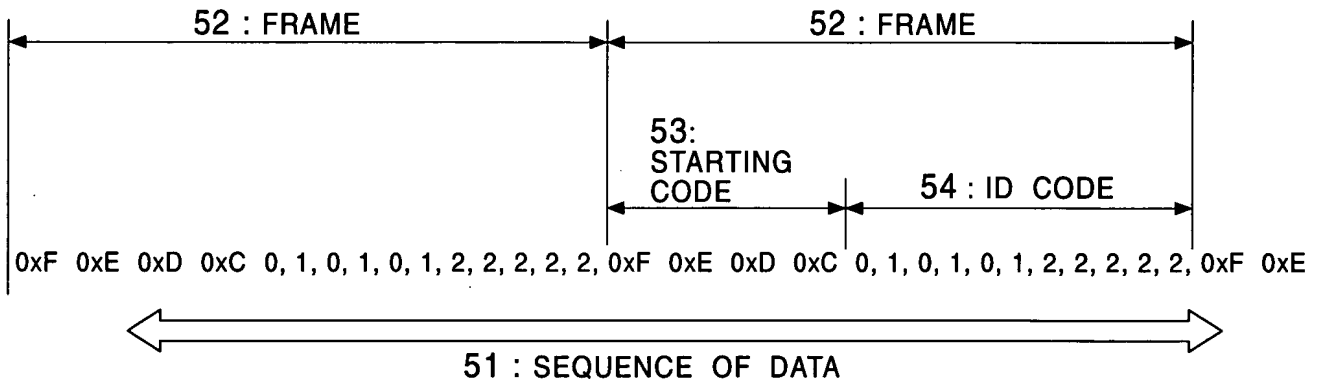 52 : FRAME
52 : FRAME
53:
STARTING
CODE
54 : ID CODE
0xF 0xE 0xD 0xC 0, 1, 0, 1, 0, 1, 2, 2, 2, 2, 2, 0xF 0xE 0xD 0xC 0, 1, 0, 1, 0, 1, 2, 2, 2, 2, 2, 0xF 0xE
51 : SEQUENCE OF DATA